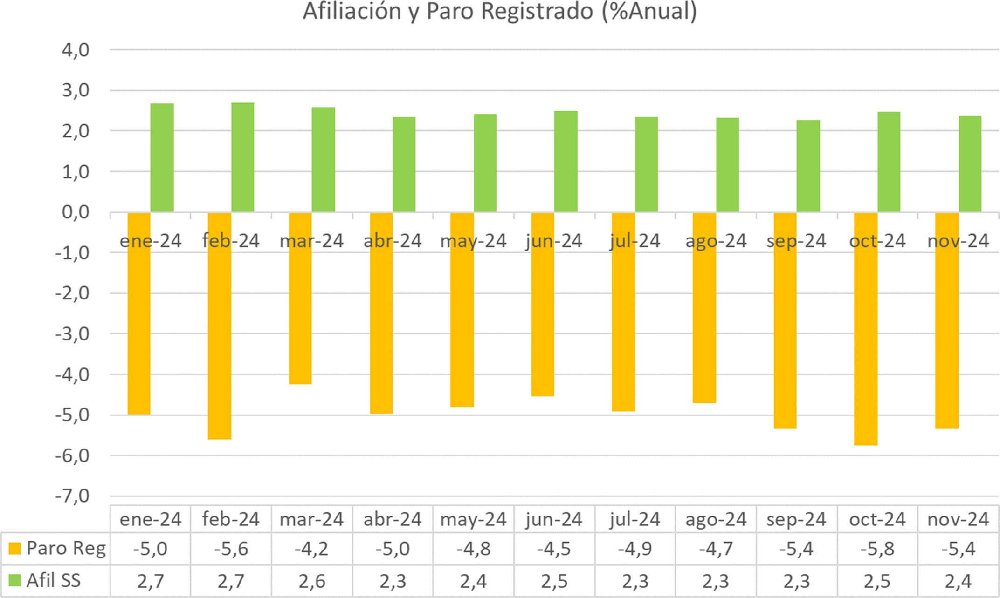 Afiliación y Paro Registrado (%Anual)
4,0
3,0
2,0
1,0
0,0
ene-24 feb-24 mar-24 abr-24 may-24 jun-24 jul-24 ago-24 sep-24 oct-24 nov-24
-1,0
-2,0
-3,0
-4,0
-5,0
-6,0
-7,0
ene-24 feb-24 mar-24 abr-24 may-24 jun-24 jul-24 ago-24 sep-24 oct-24 nov-24
Paro Reg -5,0 -5,6 -4,2 -5,0 -4,8 -4,5 -4,9 -4,7 -5,4 -5,8 -5,4
Afil SS 2,7 2,7 2,6 2,3 2,4 2,5 2,3 2,3 2,3 2,5 2,4